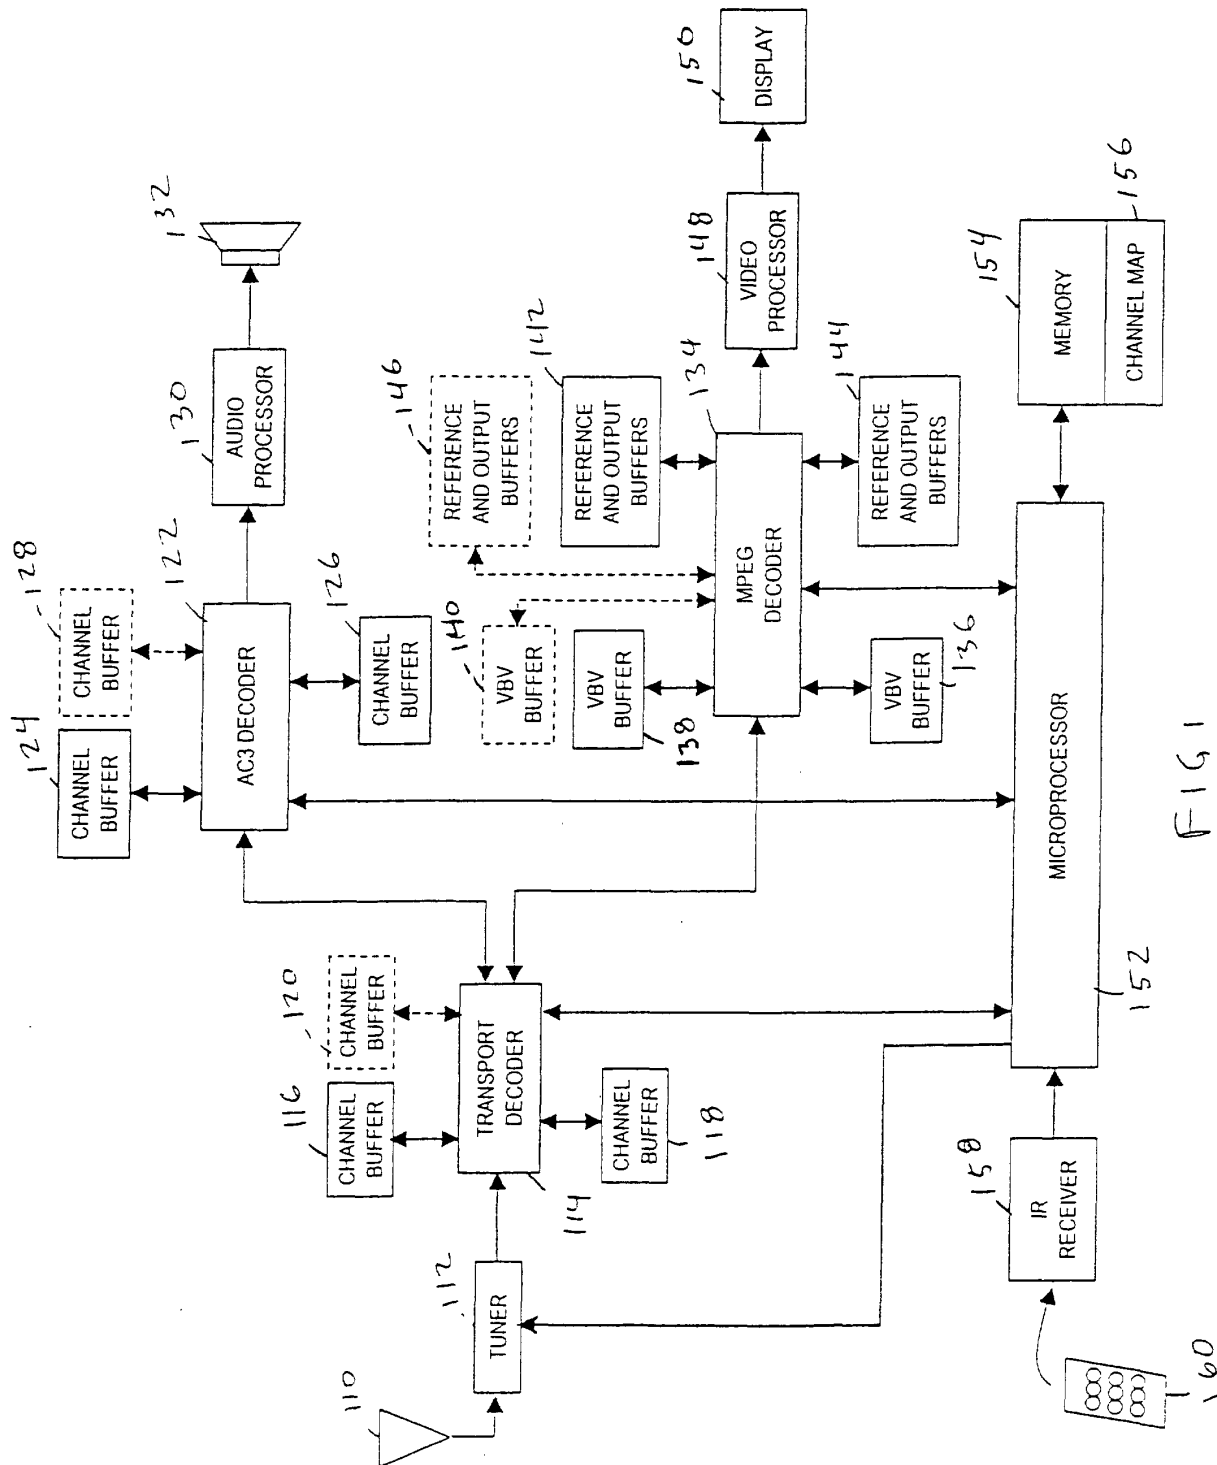 110
TUNER
112
TRANSPORT
DECODER
114
CHANNEL
BUFFER
116
CHANNEL
BUFFER
118
CHANNEL
BUFFER
120
AC3 DECODER
122
CHANNEL
BUFFER
124
CHANNEL
BUFFER
126
CHANNEL
BUFFER
128
AUDIO
PROCESSOR
130
132
MPEG
DECODER
134
VBV
BUFFER
136
VBV
BUFFER
138
VBV
BUFFER
140
REFERENCE
AND OUTPUT
BUFFERS
142
REFERENCE
AND OUTPUT
BUFFERS
144
REFERENCE
AND OUTPUT
BUFFERS
146
VIDEO
PROCESSOR
148
DISPLAY
150
MICROPROCESSOR
152
MEMORY
154
CHANNEL MAP
156
IR
RECEIVER
158
160
FIG 1